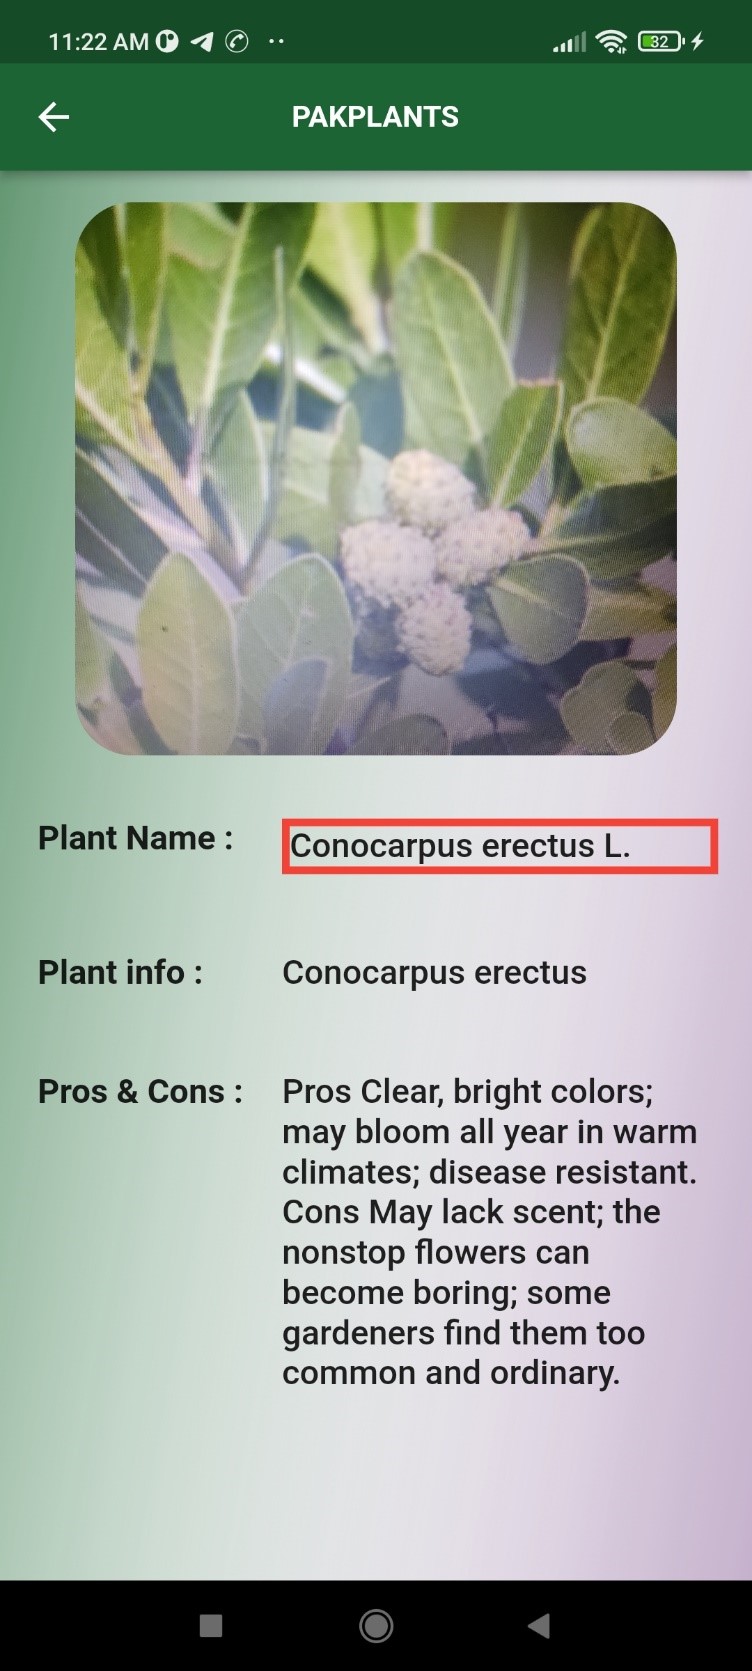 11:22 AM
32
PAKPLANTS
Plant Name :
Conocarpus erectus L.
Plant info :
Conocarpus erectus
Pros & Cons :
Pros Clear, bright colors;
may bloom all year in warm
climates; disease resistant.
Cons May lack scent; the
nonstop flowers can
become boring; some
gardeners find them too
common and ordinary.